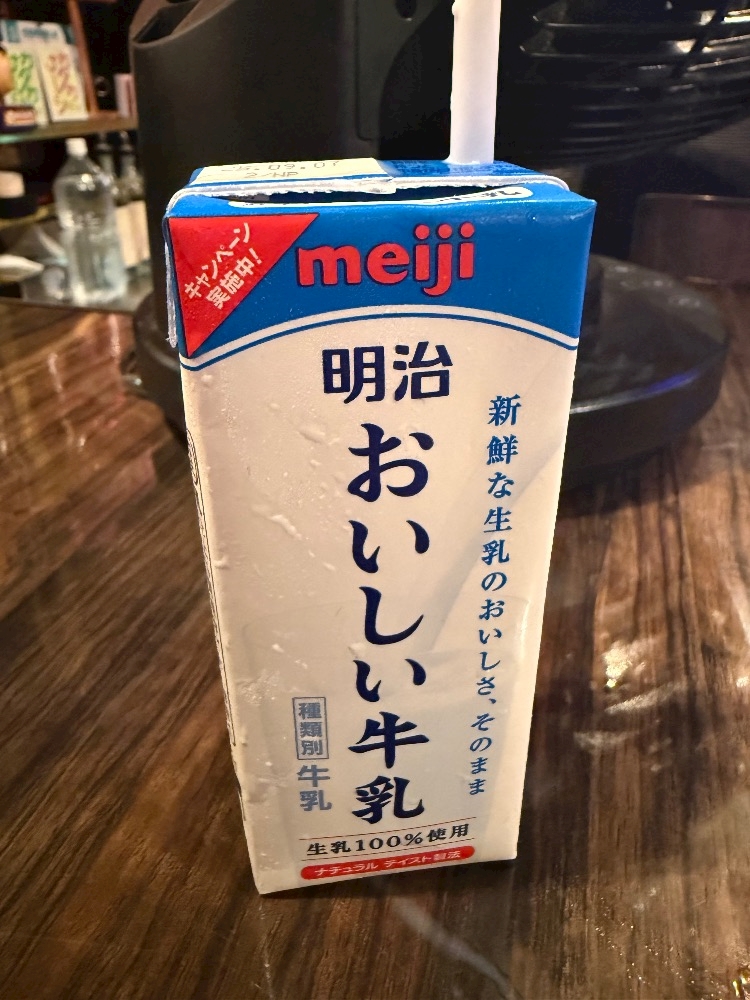 キャンペーン
実施中!
meiji
明治
おいしい牛乳
新鮮な生乳のおいしさ、そのまま
種類別
牛乳
生乳100%使用
ナチュラル テイスト製法